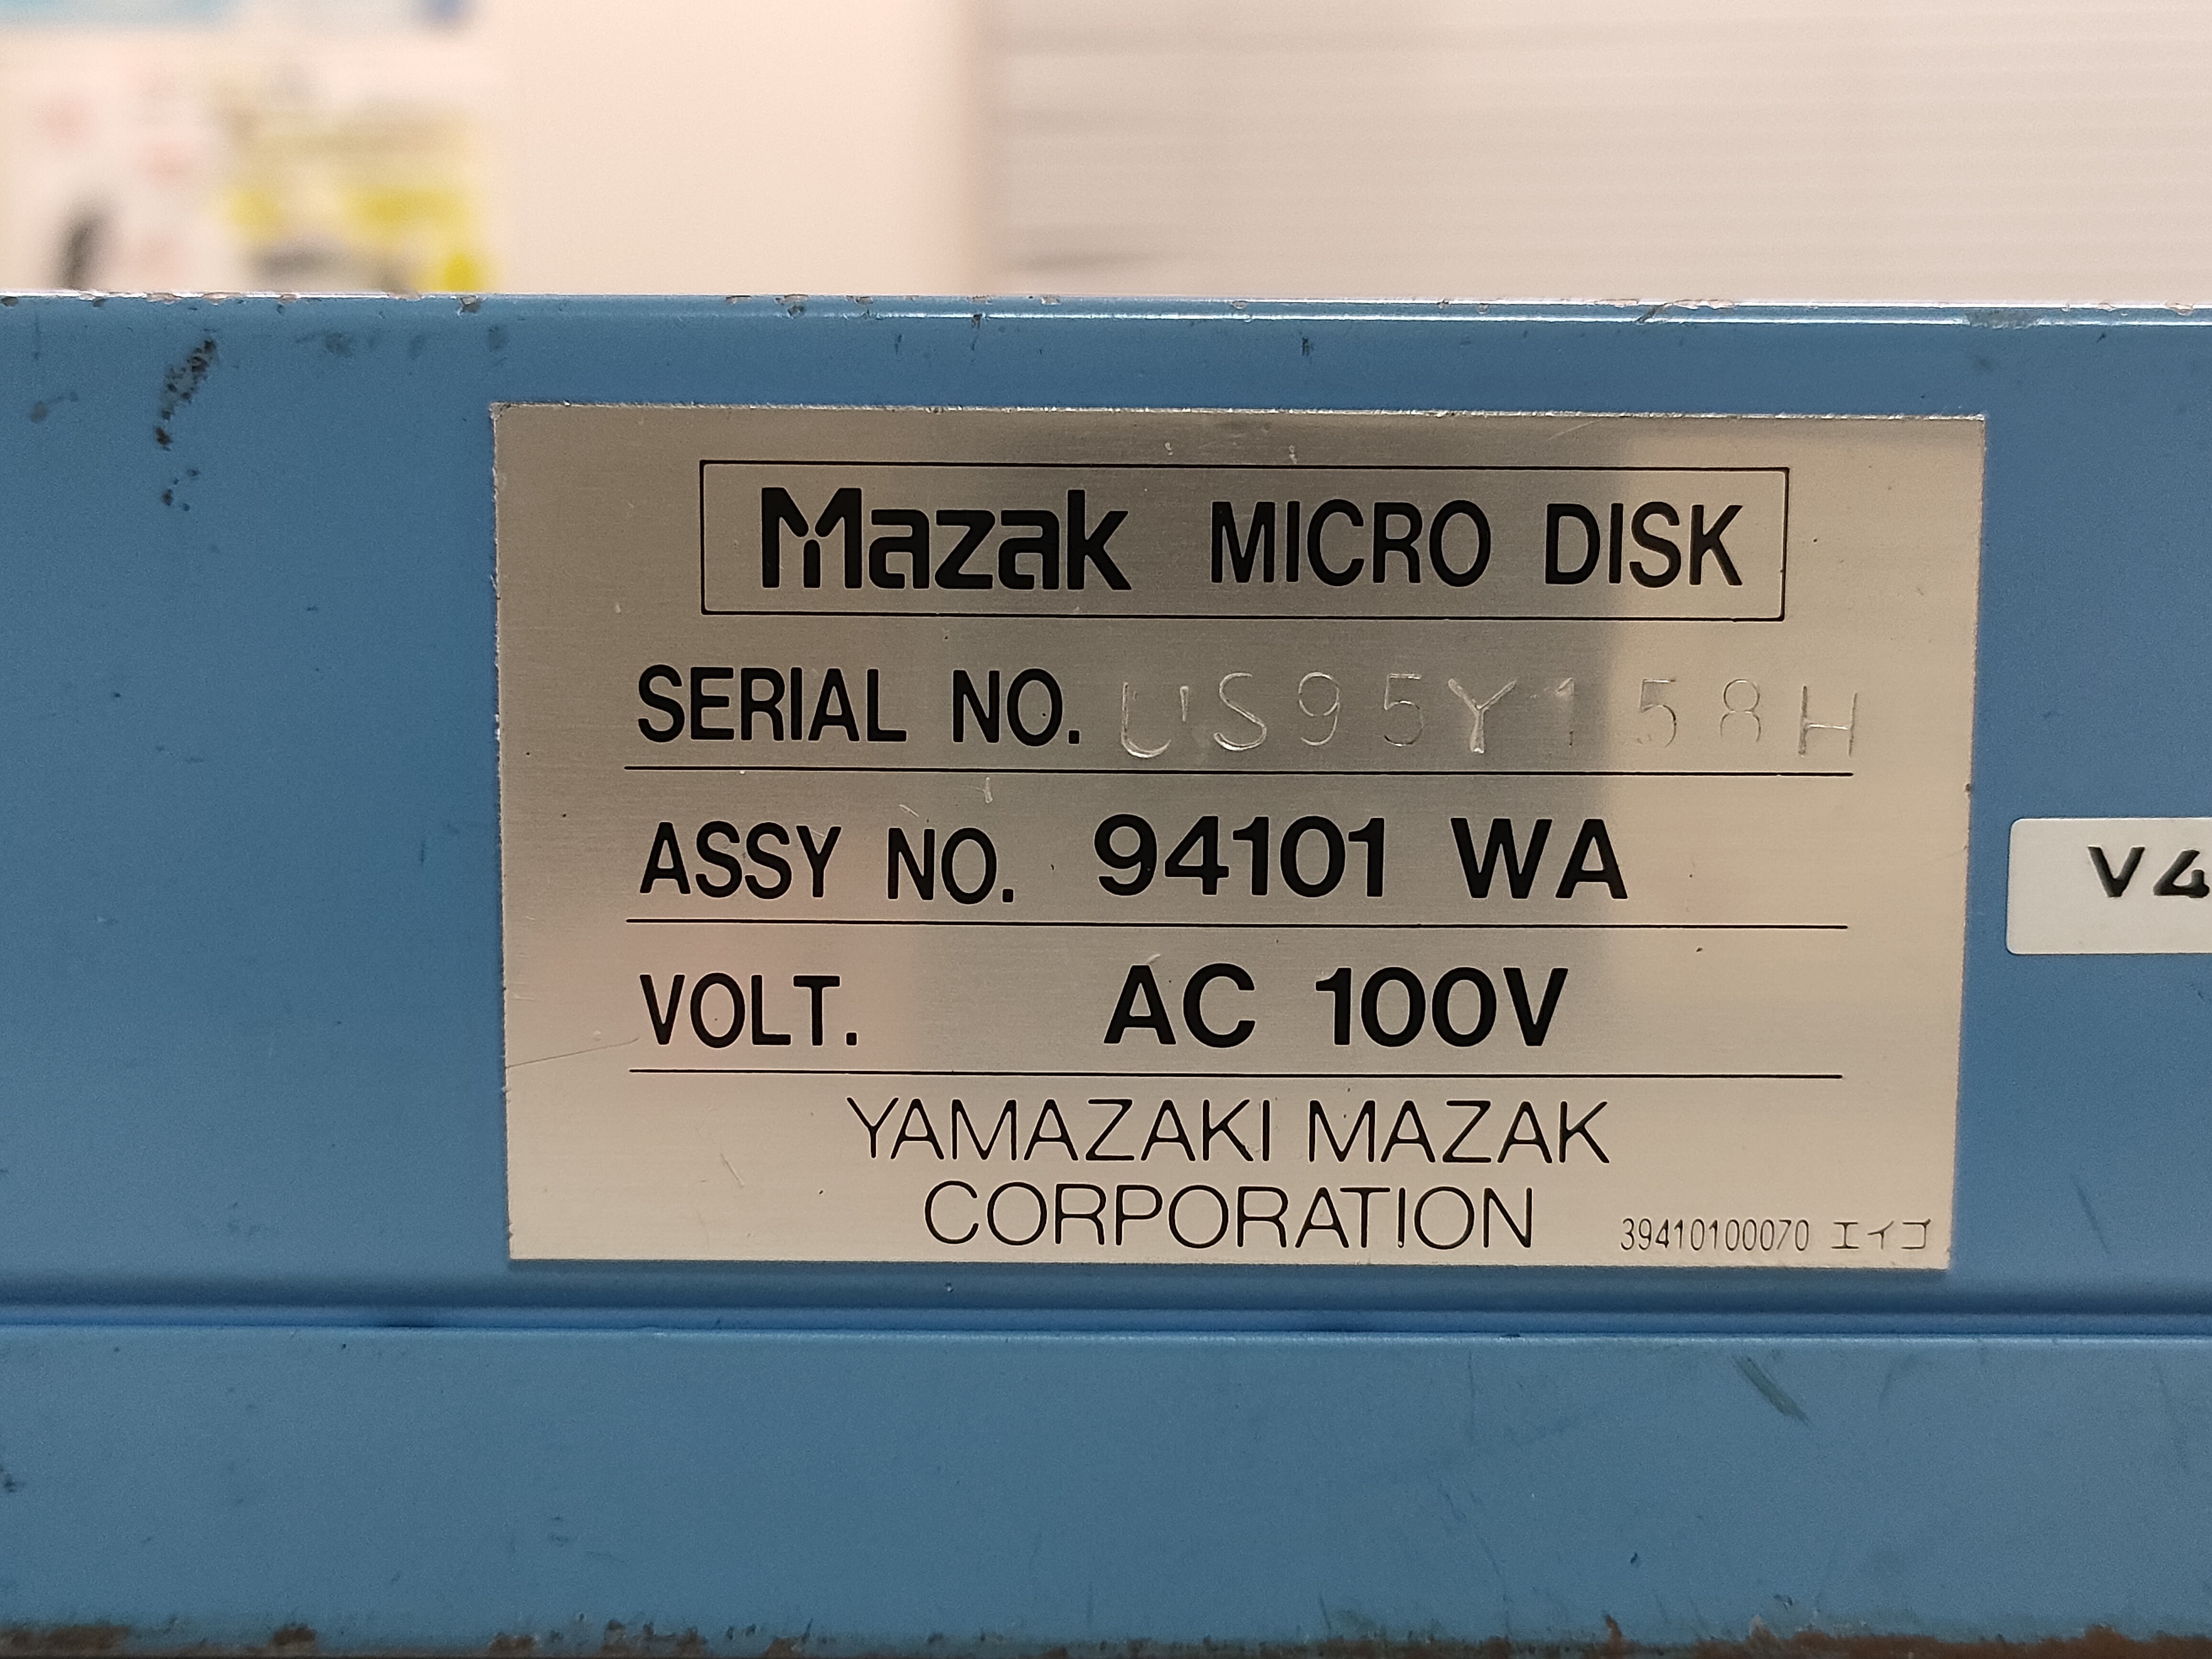 Mazak MICRO DISK
SERIAL NO. US95Y158H
ASSY NO. 94101 WA
VOLT. AC 100V
YAMAZAKI MAZAK
CORPORATION
39410100070 エイゴ
V4